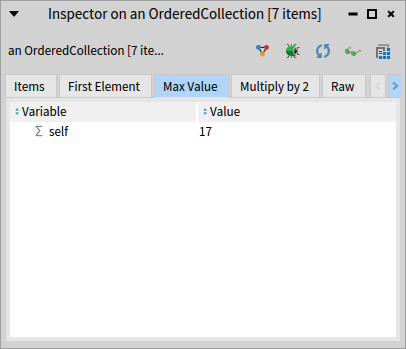 Inspector on an OrderedCollection [7 items]
an OrderedCollection [7 ite...
Items First Element Max Value Multiply by 2 Raw
Variable Value
Σ self 17